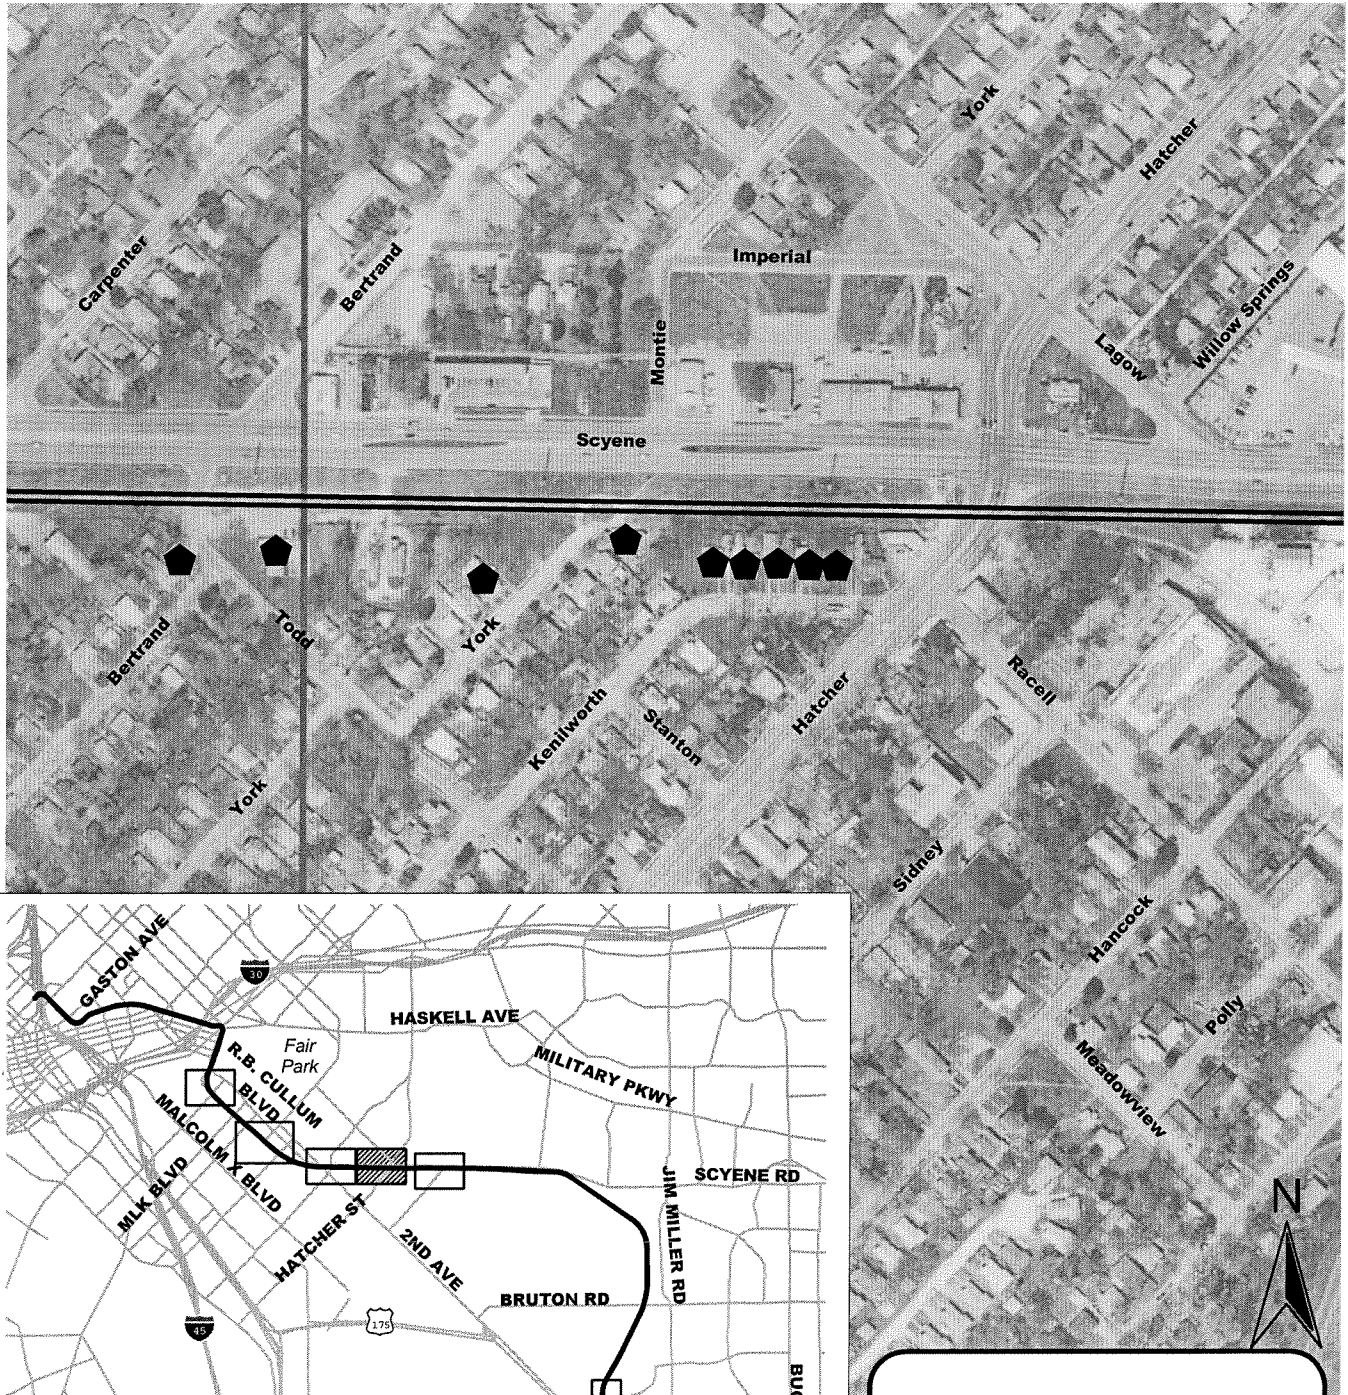 York
Hatcher
Carpenter
Bertrand
Imperial
Willow Springs
Montie
Lagow
Scyene
Bertrand
Todd
York
Racell
Hatcher
Kenilworth
Stanton
York
Sidney
Hancock
Polly
Meadowview
GASTON AVE
30
HASKELL AVE
Fair
Park
R.B. CULLUM
BLVD
MILITARY PKWY
MALCOLM X BLVD
MLK BLVD
SCYENE RD
JIM MILLER RD
HATCHER ST
2ND AVE
BRUTON RD
175
45
N